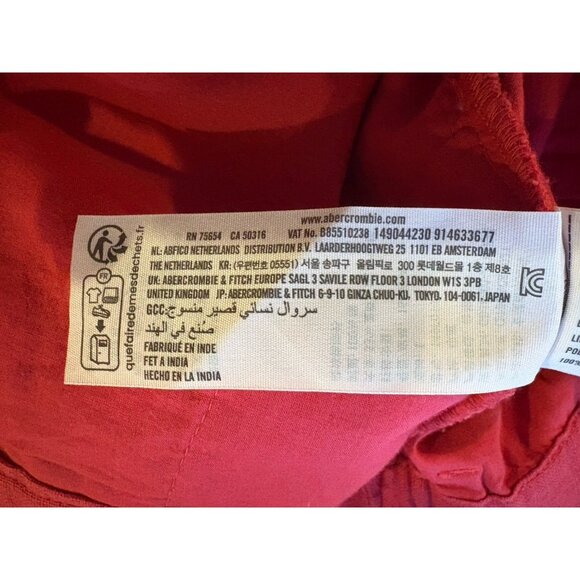 www.abercrombie.com
RN 75654 CA 50316 VAT No. B85510238 149044230 914633677
NL: ABFICO NETHERLANDS DISTRIBUTION B.V. LAARDERHOOGTWEG 25 1101 EB AMSTERDAM
THE NETHERLANDS KR: (우편번호 05551) 서울 송파구 올림픽로 300 롯데월드몰 1층 제8호
UK: ABERCROMBIE & FITCH EUROPE SAGL 3 SAVILE ROW FLOOR 3 LONDON W1S 3PB
UNITED KINGDOM JP: ABERCROMBIE & FITCH 6-9-10 GINZA CHUO-KU, TOKYO, 104-0061, JAPAN
GCC: سروال نسائي قصير منسوج
صُنع في الهند
FABRIQUÉ EN INDE
FET A INDIA
HECHO EN LA INDIA
quefairedemesdechets.fr
FR
100%